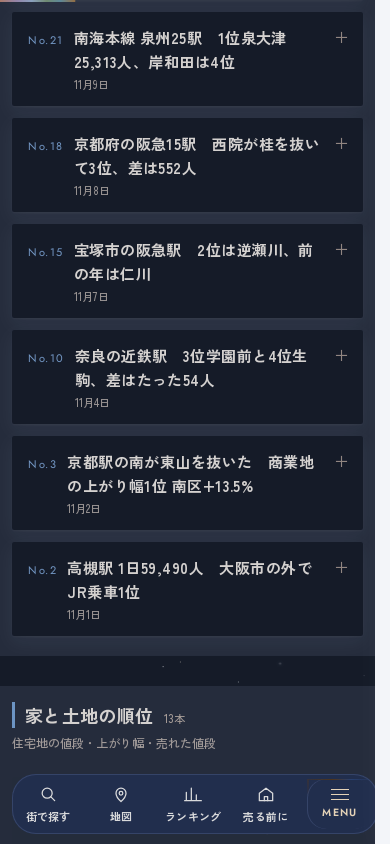 No.21
南海本線 泉州25駅　1位泉大津
25,313人、岸和田は4位
11月9日
No.18
京都府の阪急15駅　西院が桂を抜い
て3位、差は552人
11月8日
No.15
宝塚市の阪急駅　2位は逆瀬川、前
の年は仁川
11月7日
No.10
奈良の近鉄駅　3位学園前と4位生
駒、差はたった54人
11月4日
No.3
京都駅の南が東山を抜いた　商業地
の上がり幅1位 南区+13.5%
11月2日
No.2
高槻駅 1日59,490人　大阪市の外で
JR乗車1位
11月1日
家と土地の順位 13本
住宅地の値段・上がり幅・売れた値段
街で探す 地図 ランキング 売る前に MENU